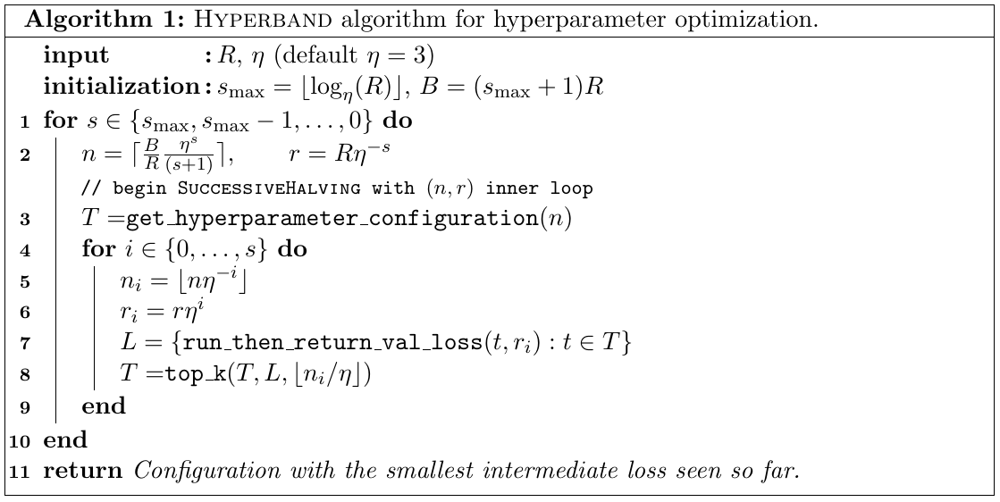 Algorithm 1: HYPERBAND algorithm for hyperparameter optimization.
input : R, η (default η = 3)
initialization : s_max = ⌊log_η(R)⌋, B = (s_max + 1)R
1 for s ∈ {s_max, s_max − 1, . . . , 0} do
2 n = ⌈B/R η^s/(s+1)⌉, r = Rη^−s
// begin SUCCESSIVEHALVING with (n, r) inner loop
3 T =get_hyperparameter_configuration(n)
4 for i ∈ {0, . . . , s} do
5 n_i = ⌊nη^−i⌋
6 r_i = rη^i
7 L = {run_then_return_val_loss(t, r_i) : t ∈ T}
8 T =top_k(T, L, ⌊n_i/η⌋)
9 end
10 end
11 return Configuration with the smallest intermediate loss seen so far.